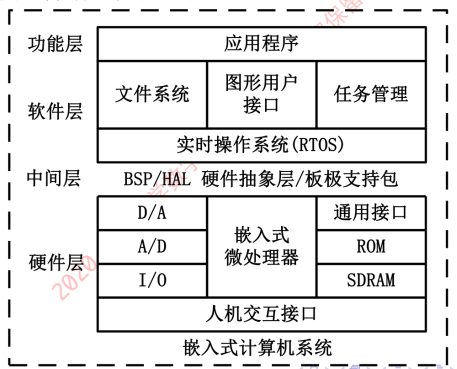 功能层
应用程序
软件层
文件系统
图形用户
接口
任务管理
实时操作系统(RTOS)
中间层
BSP/HAL 硬件抽象层/板极支持包
硬件层
D/A
A/D
I/O
嵌入式
微处理器
通用接口
ROM
SDRAM
人机交互接口
嵌入式计算机系统
2020